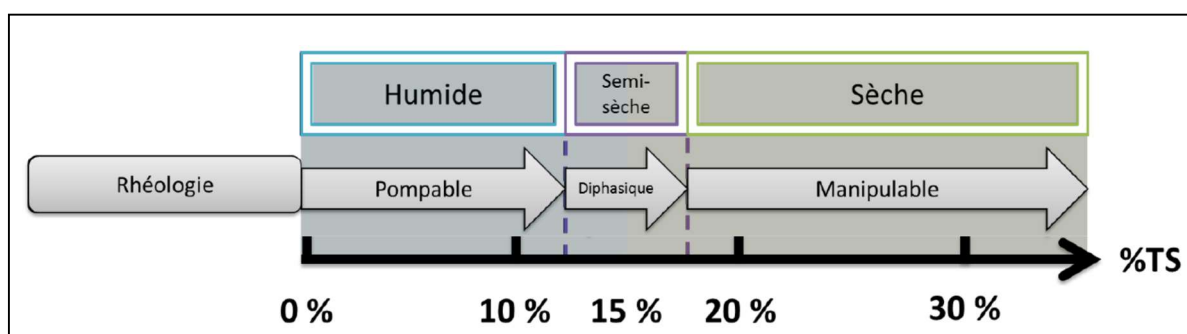 Humide
Semi-
sèche
Sèche
Rhéologie
Pompable
Diphasique
Manipulable
%TS
0 %
10 %
15 %
20 %
30 %